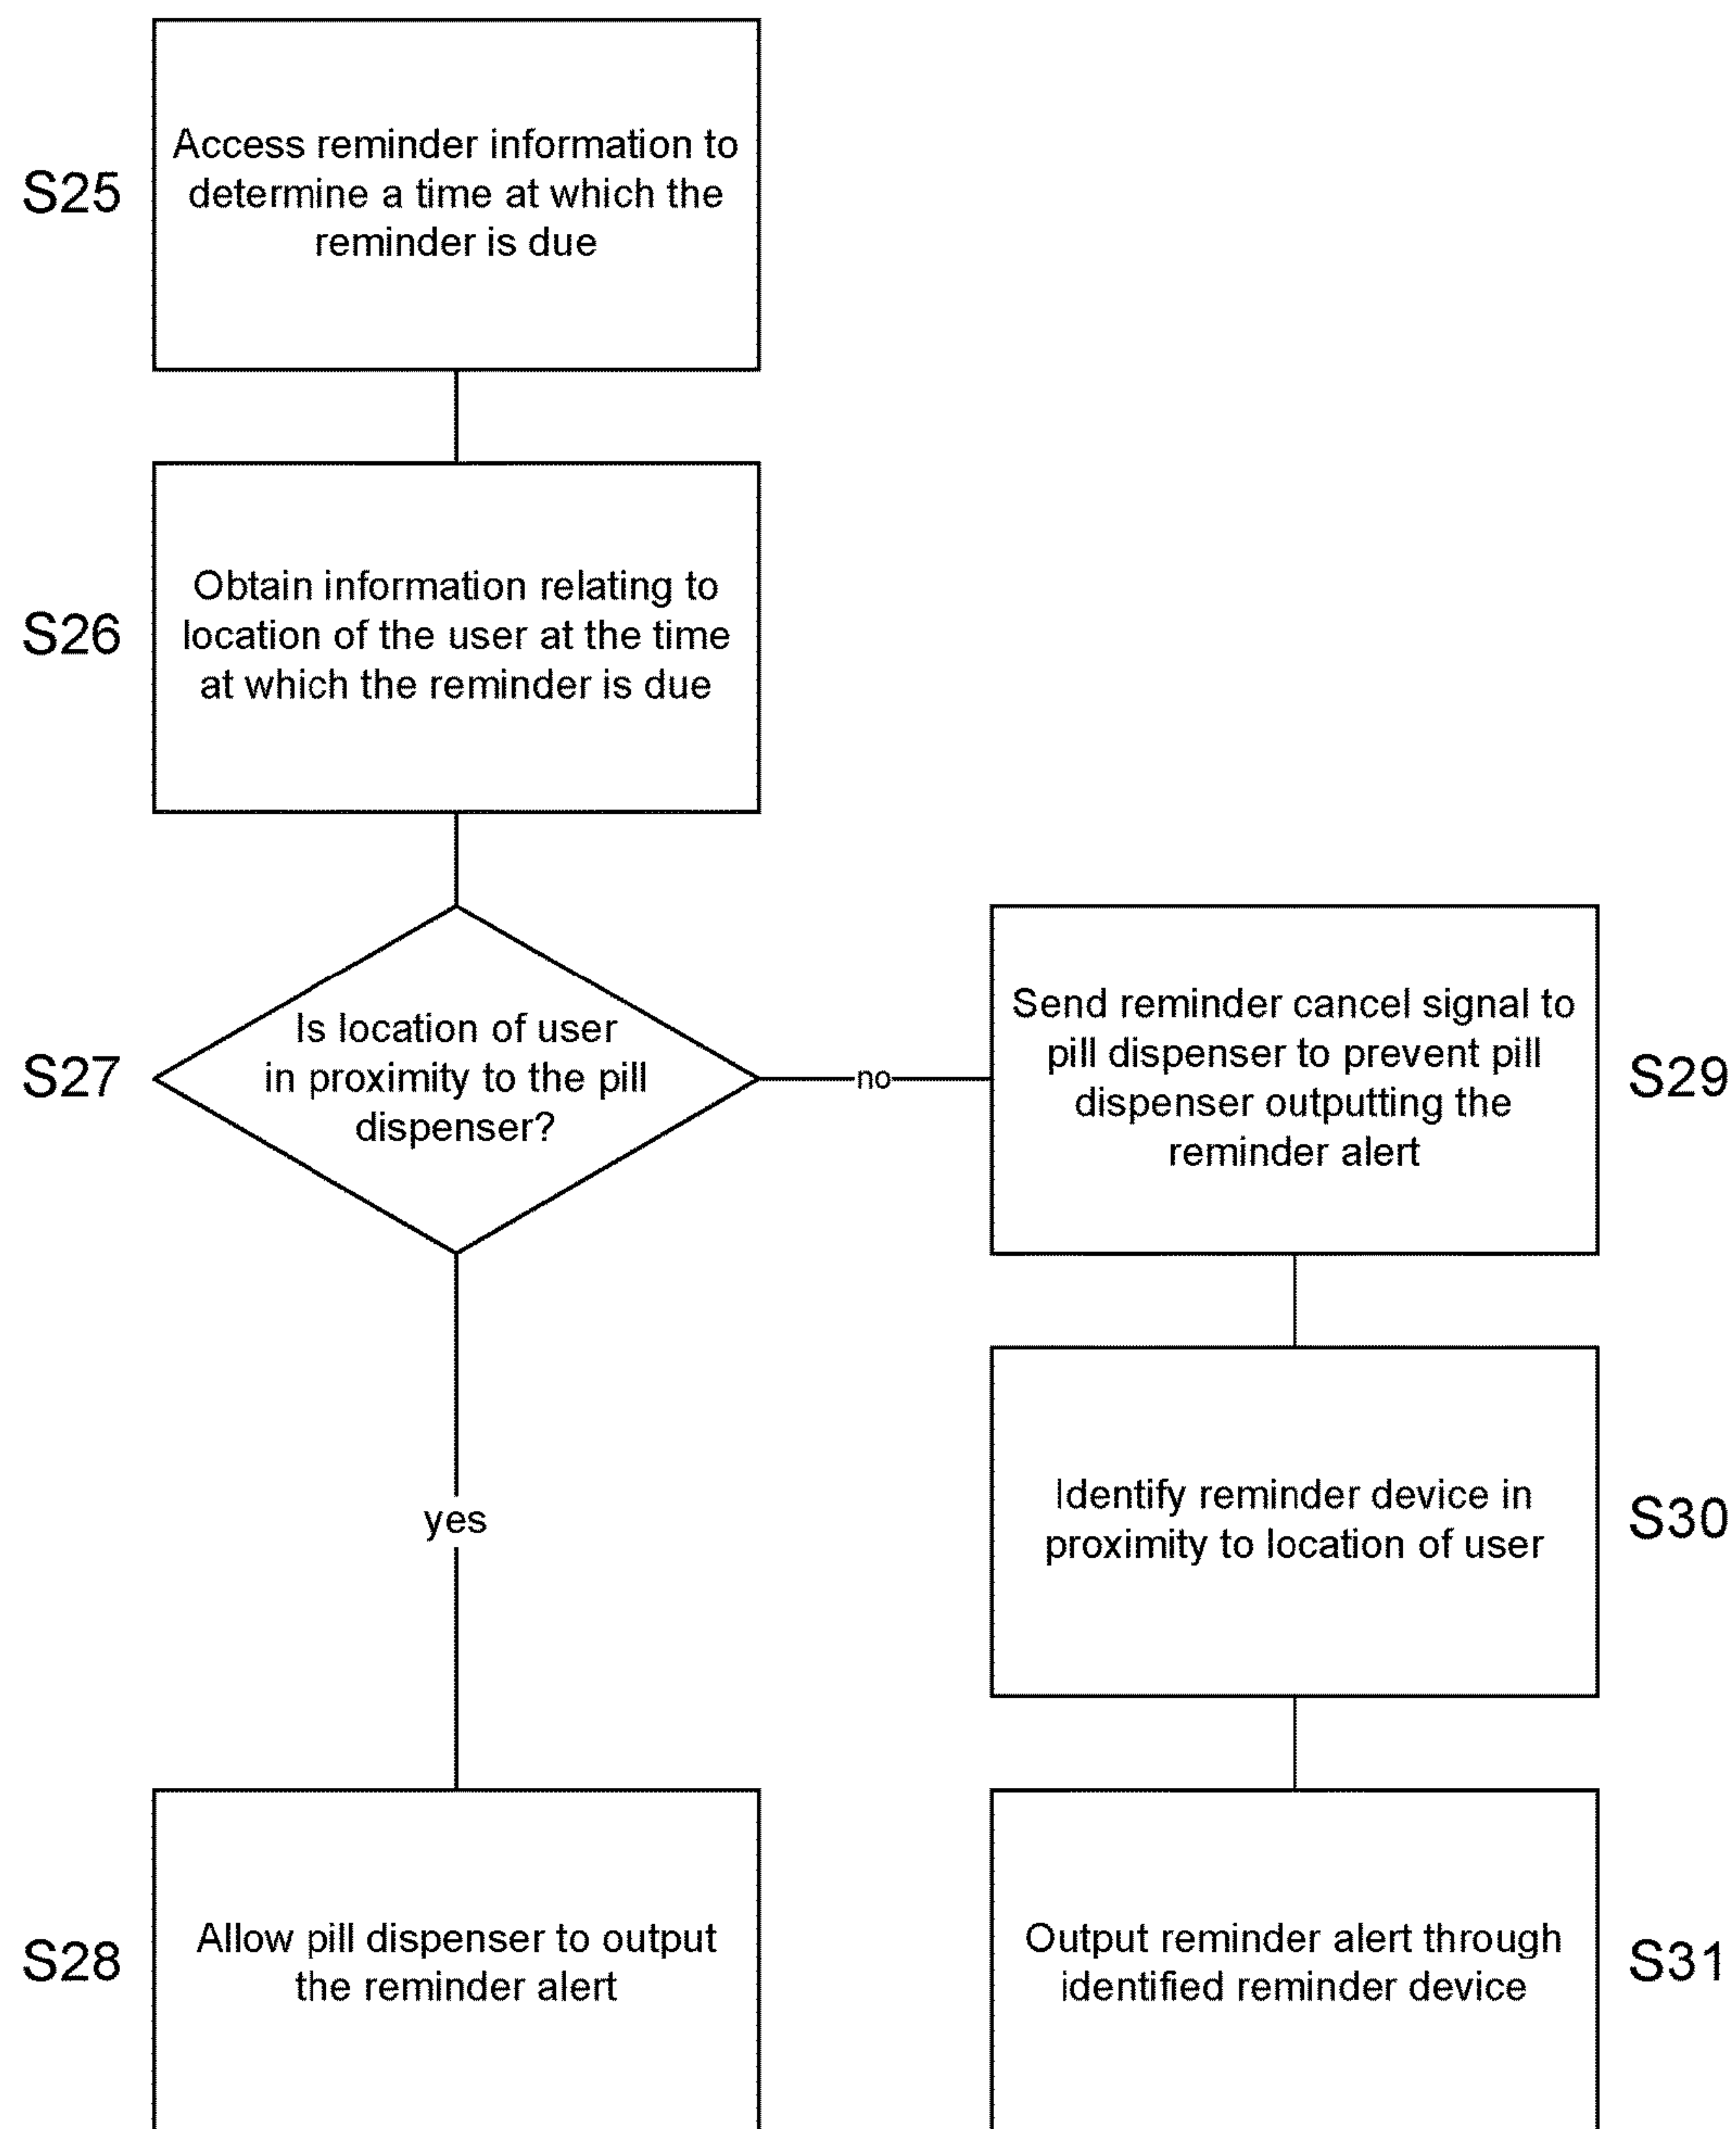 S25
Access reminder information to
determine a time at which the
reminder is due
S26
Obtain information relating to
location of the user at the time
at which the reminder is due
S27
Is location of user
in proximity to the pill
dispenser?
no
Send reminder cancel signal to
pill dispenser to prevent pill
dispenser outputting the
reminder alert
S29
yes
Identify reminder device in
proximity to location of user
S30
S28
Allow pill dispenser to output
the reminder alert
Output reminder alert through
identified reminder device
S31